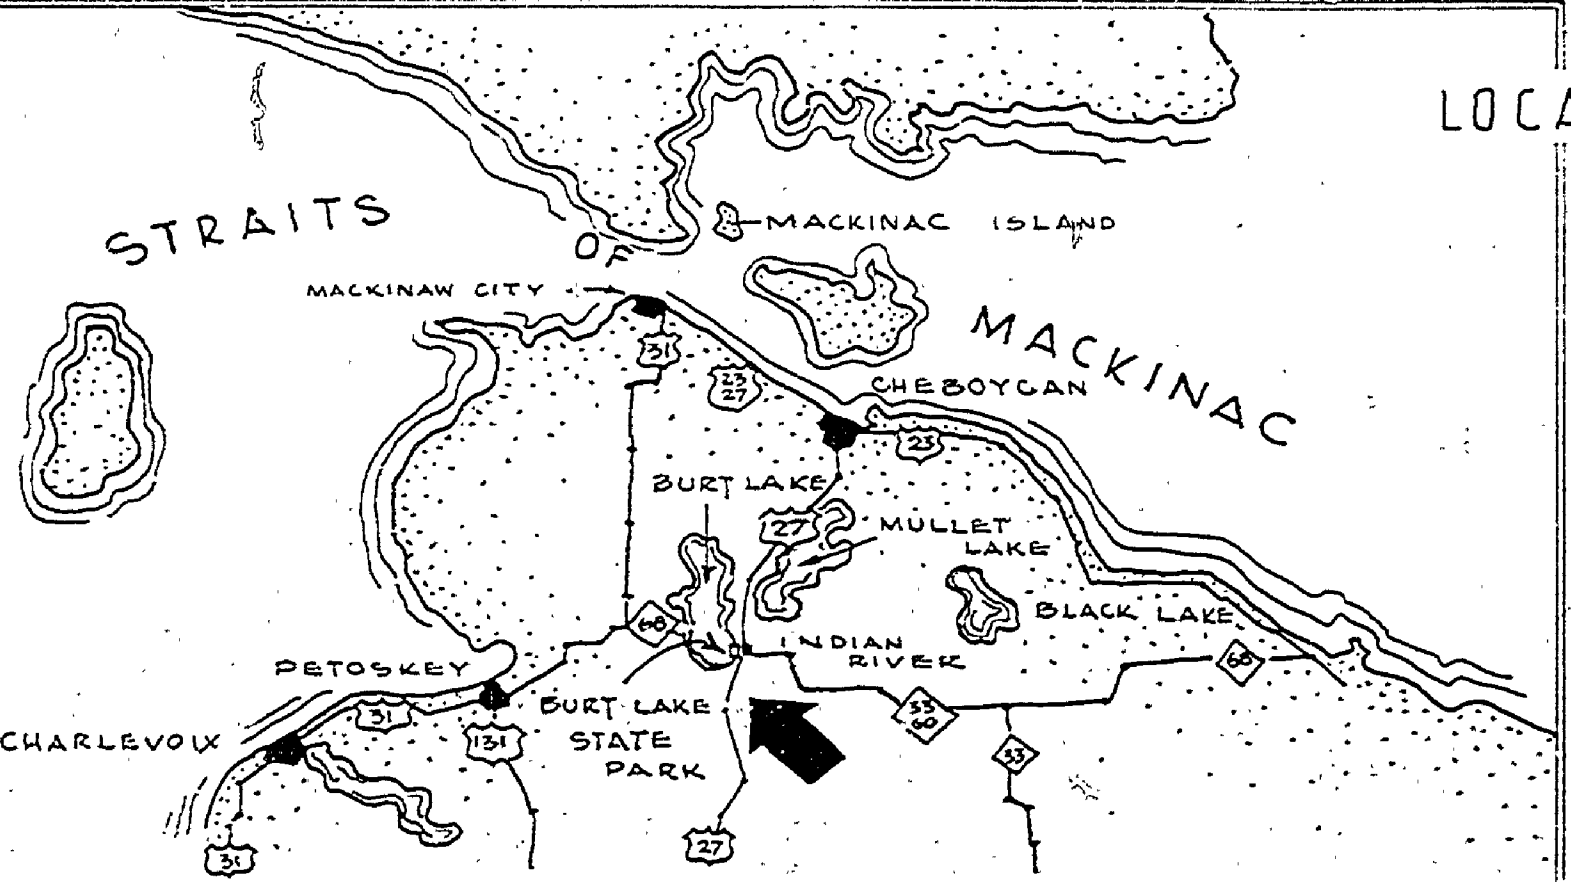 LOCA
STRAITS
OF
MACKINAC
MACKINAC ISLAND
MACKINAW CITY
31
23
27
CHEBOYGAN
23
BURT LAKE
27
MULLET
LAKE
BLACK LAKE
68
INDIAN
RIVER
68
PETOSKEY
31
131
BURT LAKE
STATE
PARK
33
60
33
CHARLEVOIX
31
27